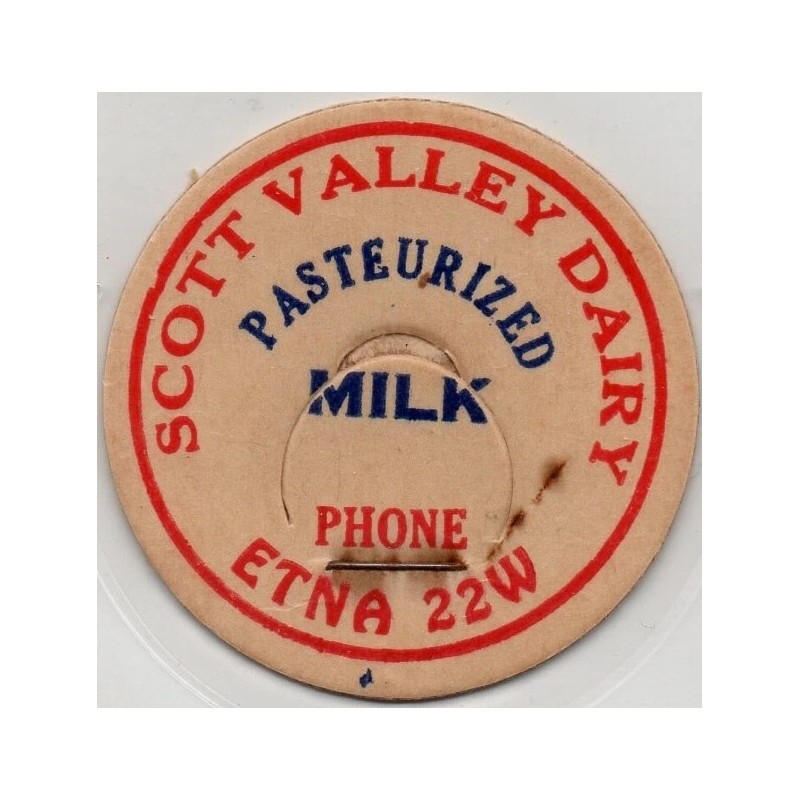 SCOTT VALLEY DAIRY
PASTEURIZED
MILK
PHONE
ETNA 22W